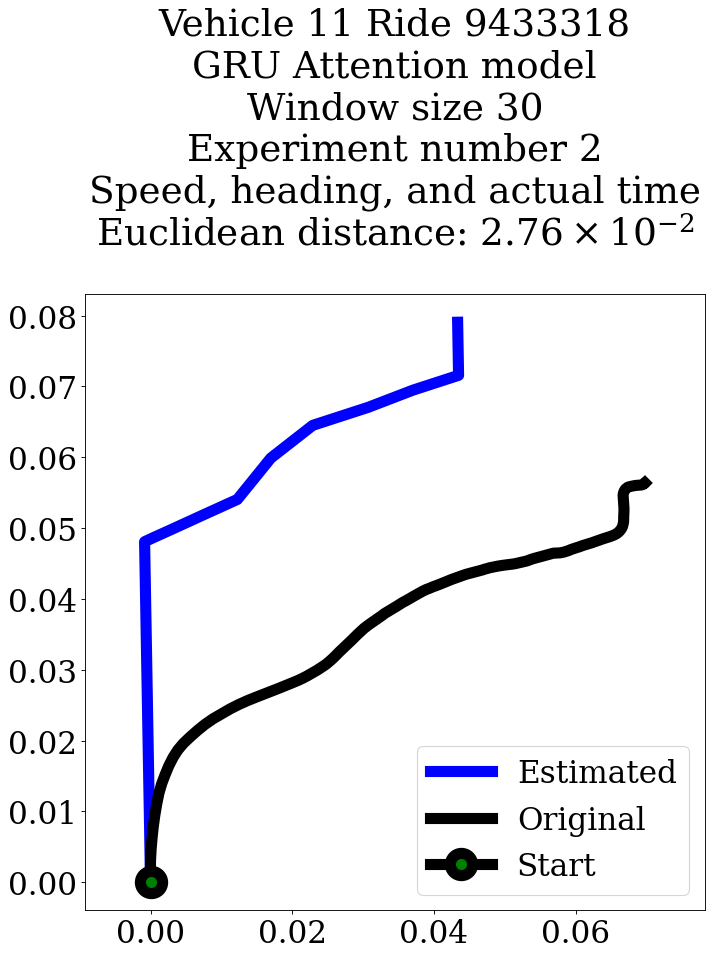 Vehicle 11 Ride 9433318
GRU Attention model
Window size 30
Experiment number 2
Speed, heading, and actual time
Euclidean distance: 2.76 × 10⁻²
0.08
0.07
0.06
0.05
0.04
0.03
0.02
0.01
0.00
Estimated
Original
Start
0.00 0.02 0.04 0.06